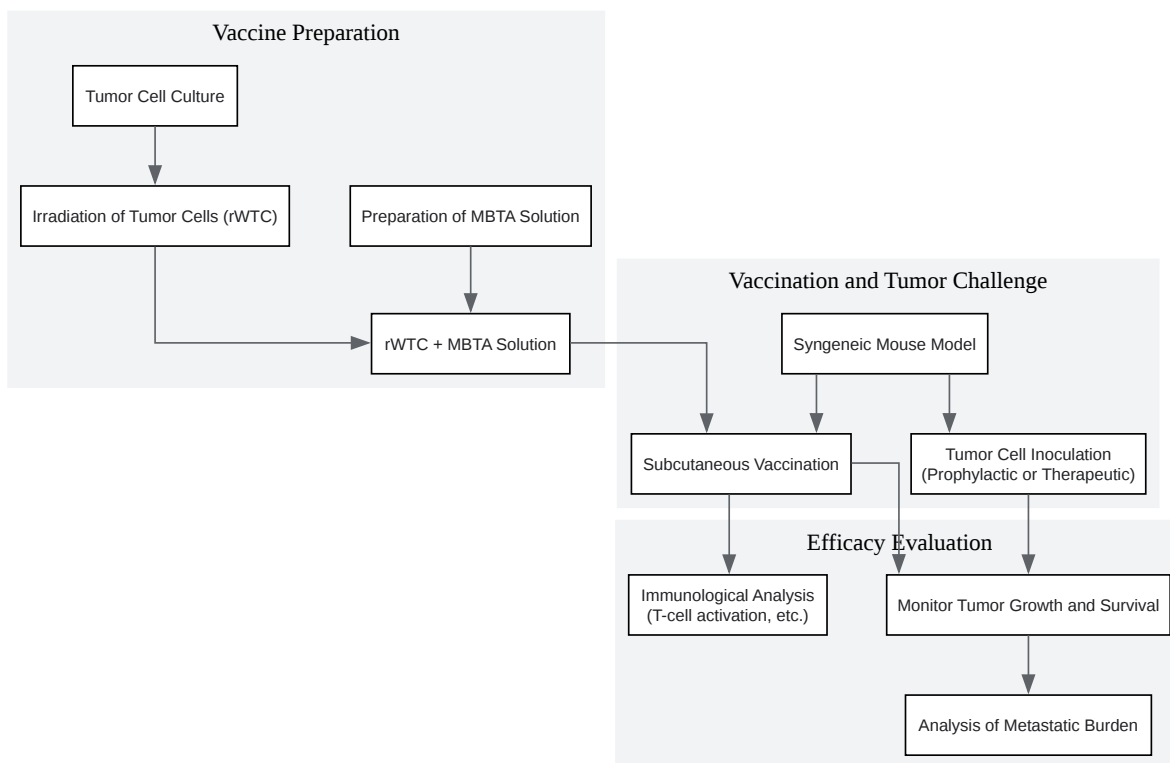 Vaccine Preparation
Tumor Cell Culture
Irradiation of Tumor Cells (rWTC)
Preparation of MBTA Solution
rWTC + MBTA Solution
Vaccination and Tumor Challenge
Syngeneic Mouse Model
Subcutaneous Vaccination
Tumor Cell Inoculation
(Prophylactic or Therapeutic)
Efficacy Evaluation
Immunological Analysis
(T-cell activation, etc.)
Monitor Tumor Growth and Survival
Analysis of Metastatic Burden